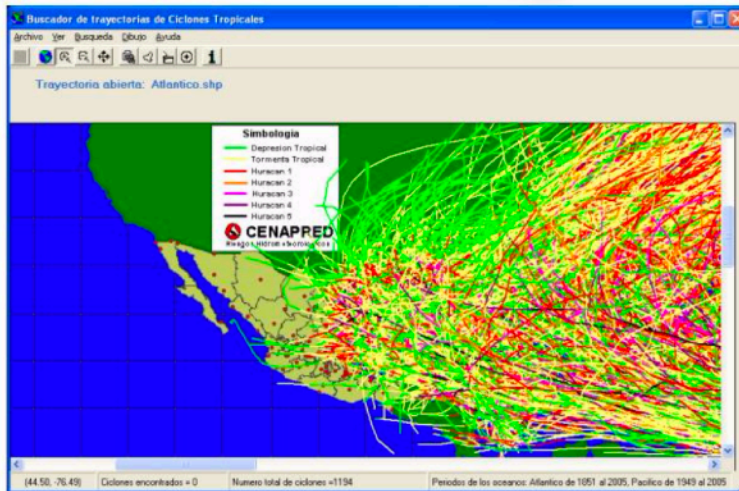 Buscador de trayectorias de Ciclones Tropicales
Archivo Ver Busqueda Dibujo Ayuda
Trayectoria abierta: Atlantico.shp
Simbologia
Depresion Tropical
Tormenta Tropical
Huracan 1
Huracan 2
Huracan 3
Huracan 4
Huracan 5
CENAPRED
Riesgos Hidrometeorologicos
(44.50, -76.49) Ciclones encontrados = 0 Numero total de ciclones =1194 Periodos de los oceanos: Atlantico de 1851 al 2005, Pacifico de 1949 al 2005